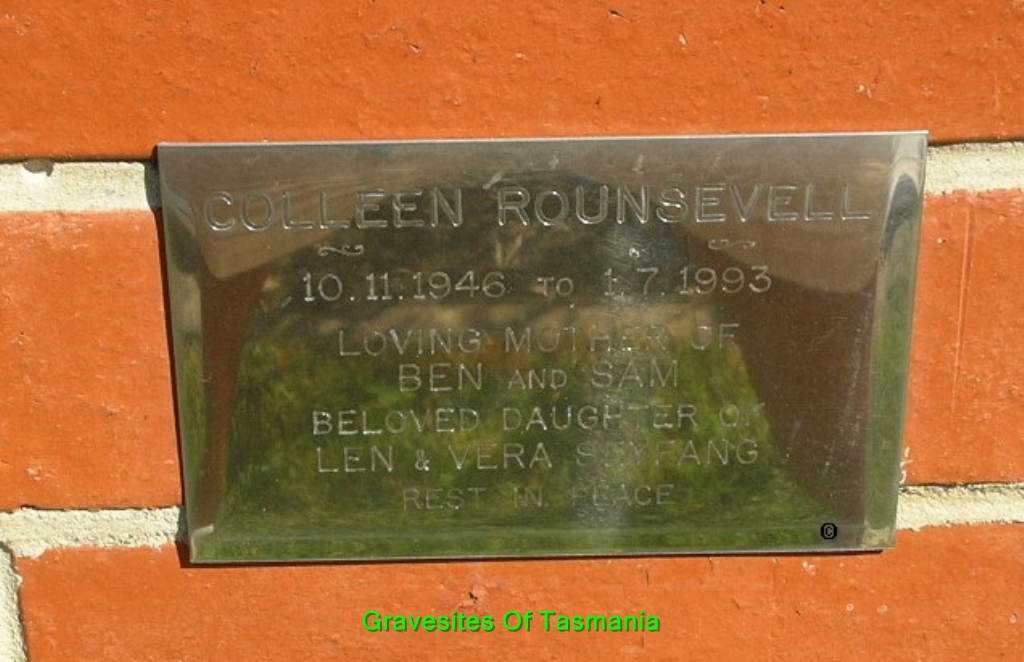 COLLEEN ROUNSEVELL
10.11.1946 TO 1.7.1993
LOVING MOTHER OF
BEN AND SAM
BELOVED DAUGHTER OF
LEN & VERA SEYFANG
REST IN PEACE
©
Gravesites Of Tasmania